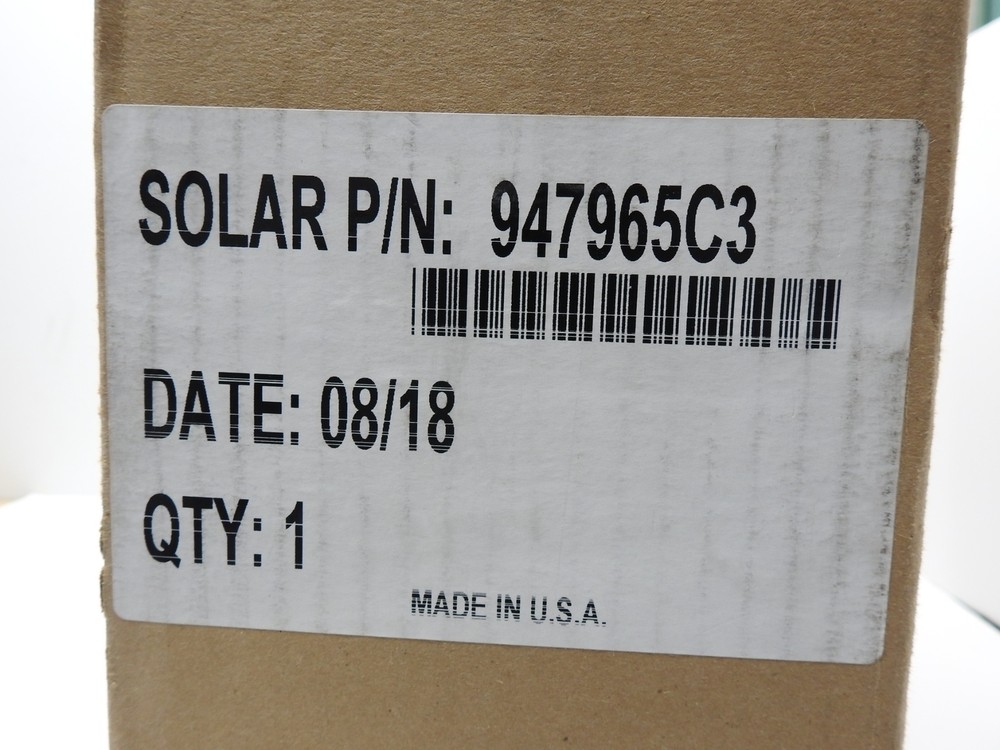 SOLAR P/N: 947965C3
DATE: 08/18
QTY: 1
MADE IN U.S.A.